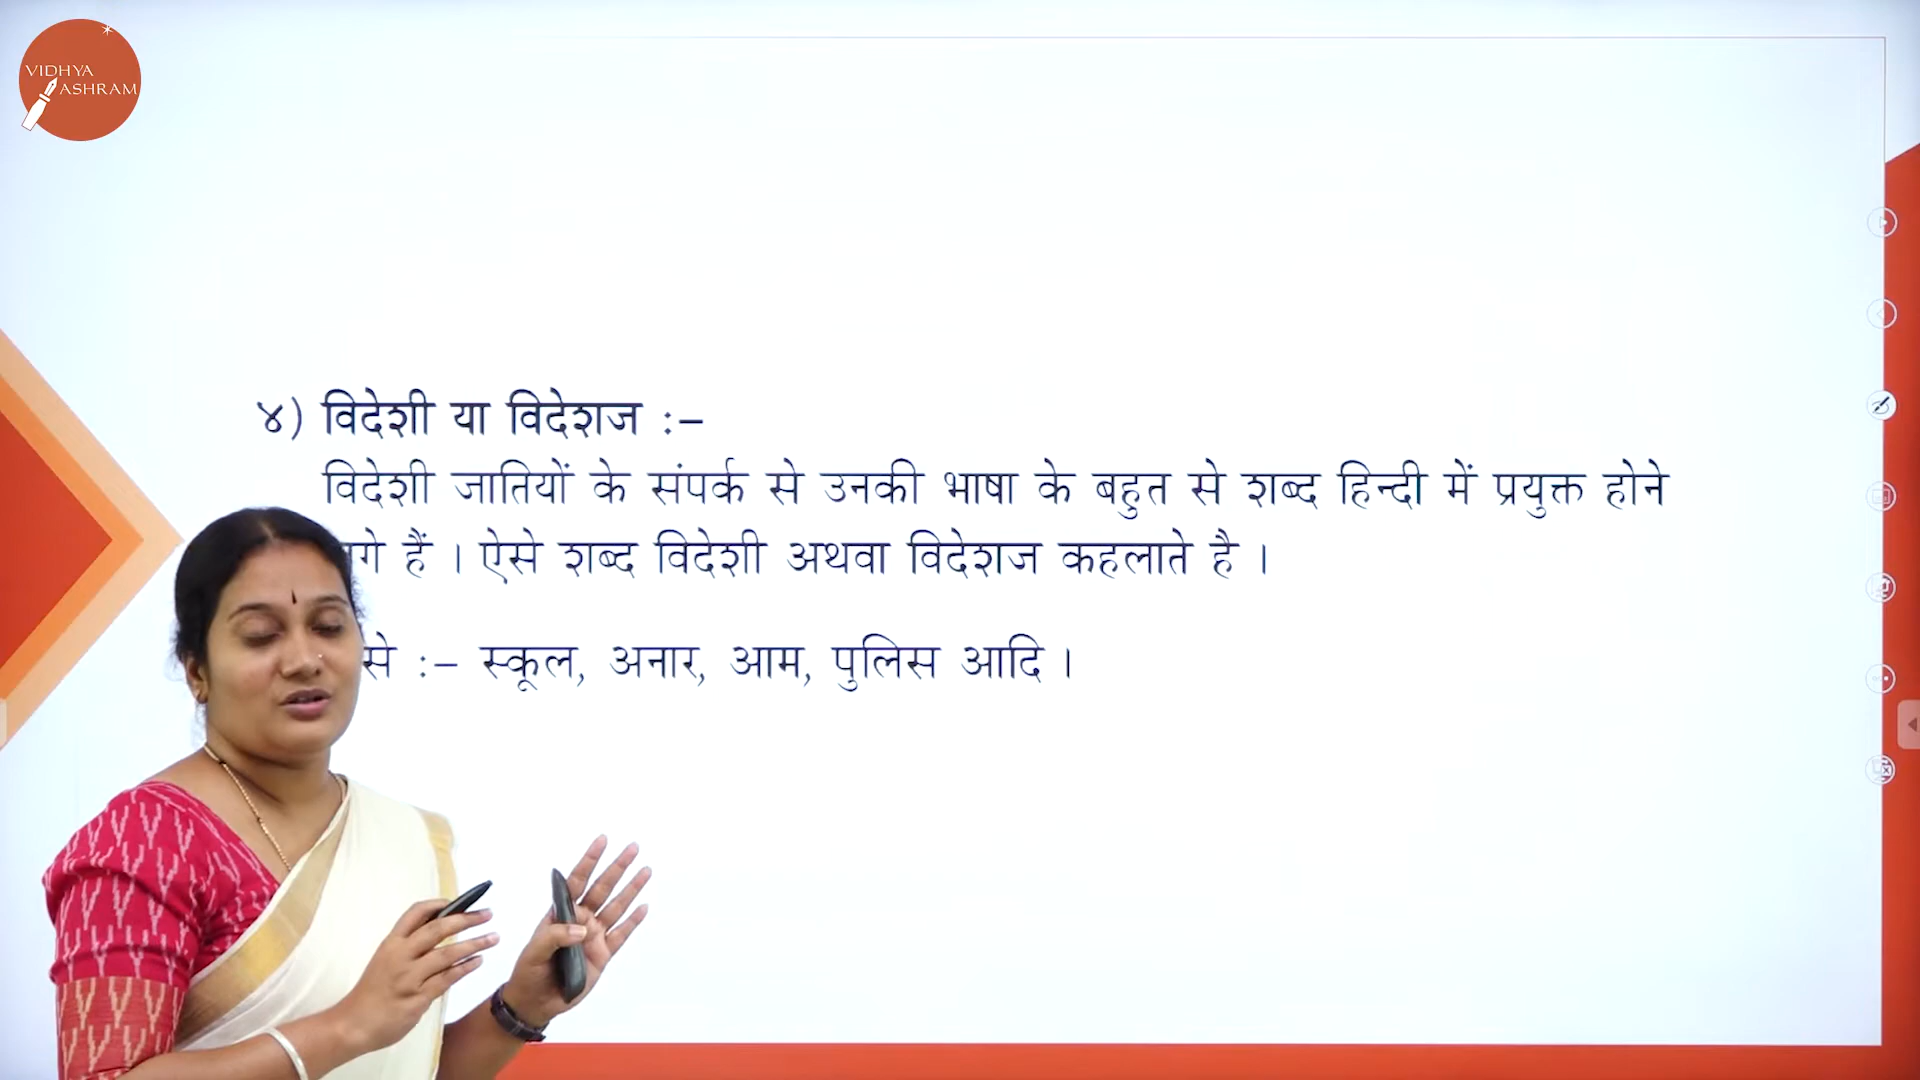 VIDHYA
ASHRAM
४) विदेशी या विदेशज :–
विदेशी जातियों के संपर्क से उनकी भाषा के बहुत से शब्द हिन्दी में प्रयुक्त होने
गे हैं । ऐसे शब्द विदेशी अथवा विदेशज कहलाते है ।
से :– स्कूल, अनार, आम, पुलिस आदि ।